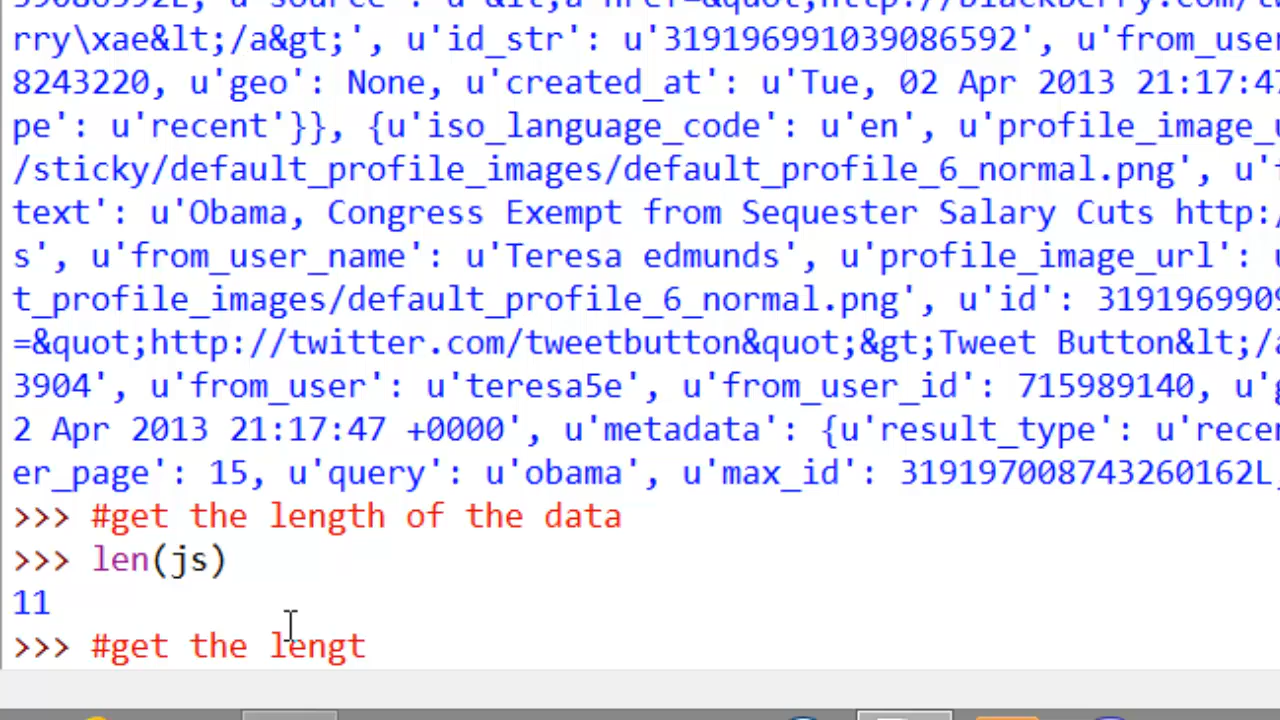 rry\xae&lt;/a&gt;', u'id_str': u'319196991039086592', u'from_user
8243220, u'geo': None, u'created_at': u'Tue, 02 Apr 2013 21:17:47
pe': u'recent'}}, {u'iso_language_code': u'en', u'profile_image_u
/sticky/default_profile_images/default_profile_6_normal.png', u'f
text': u'Obama, Congress Exempt from Sequester Salary Cuts http:/
s', u'from_user_name': u'Teresa edmunds', u'profile_image_url': u
t_profile_images/default_profile_6_normal.png', u'id': 3191969909
=&quot;http://twitter.com/tweetbutton&quot;&gt;Tweet Button&lt;/a
3904', u'from_user': u'teresa5e', u'from_user_id': 715989140, u'g
2 Apr 2013 21:17:47 +0000', u'metadata': {u'result_type': u'recen
er_page': 15, u'query': u'obama', u'max_id': 319197008743260162L,
>>> #get the length of the data
>>> len(js)
11
>>> #get the lengt